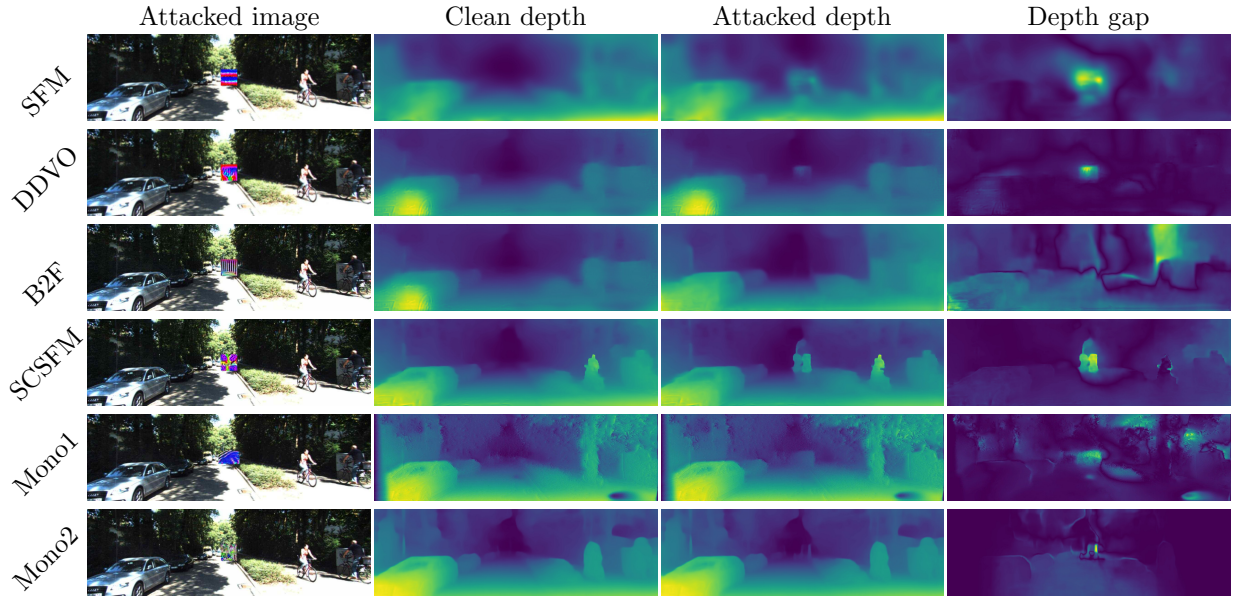 Attacked image Clean depth Attacked depth Depth gap
SFM
DDVO
B2F
SCSFM
Mono1
Mono2